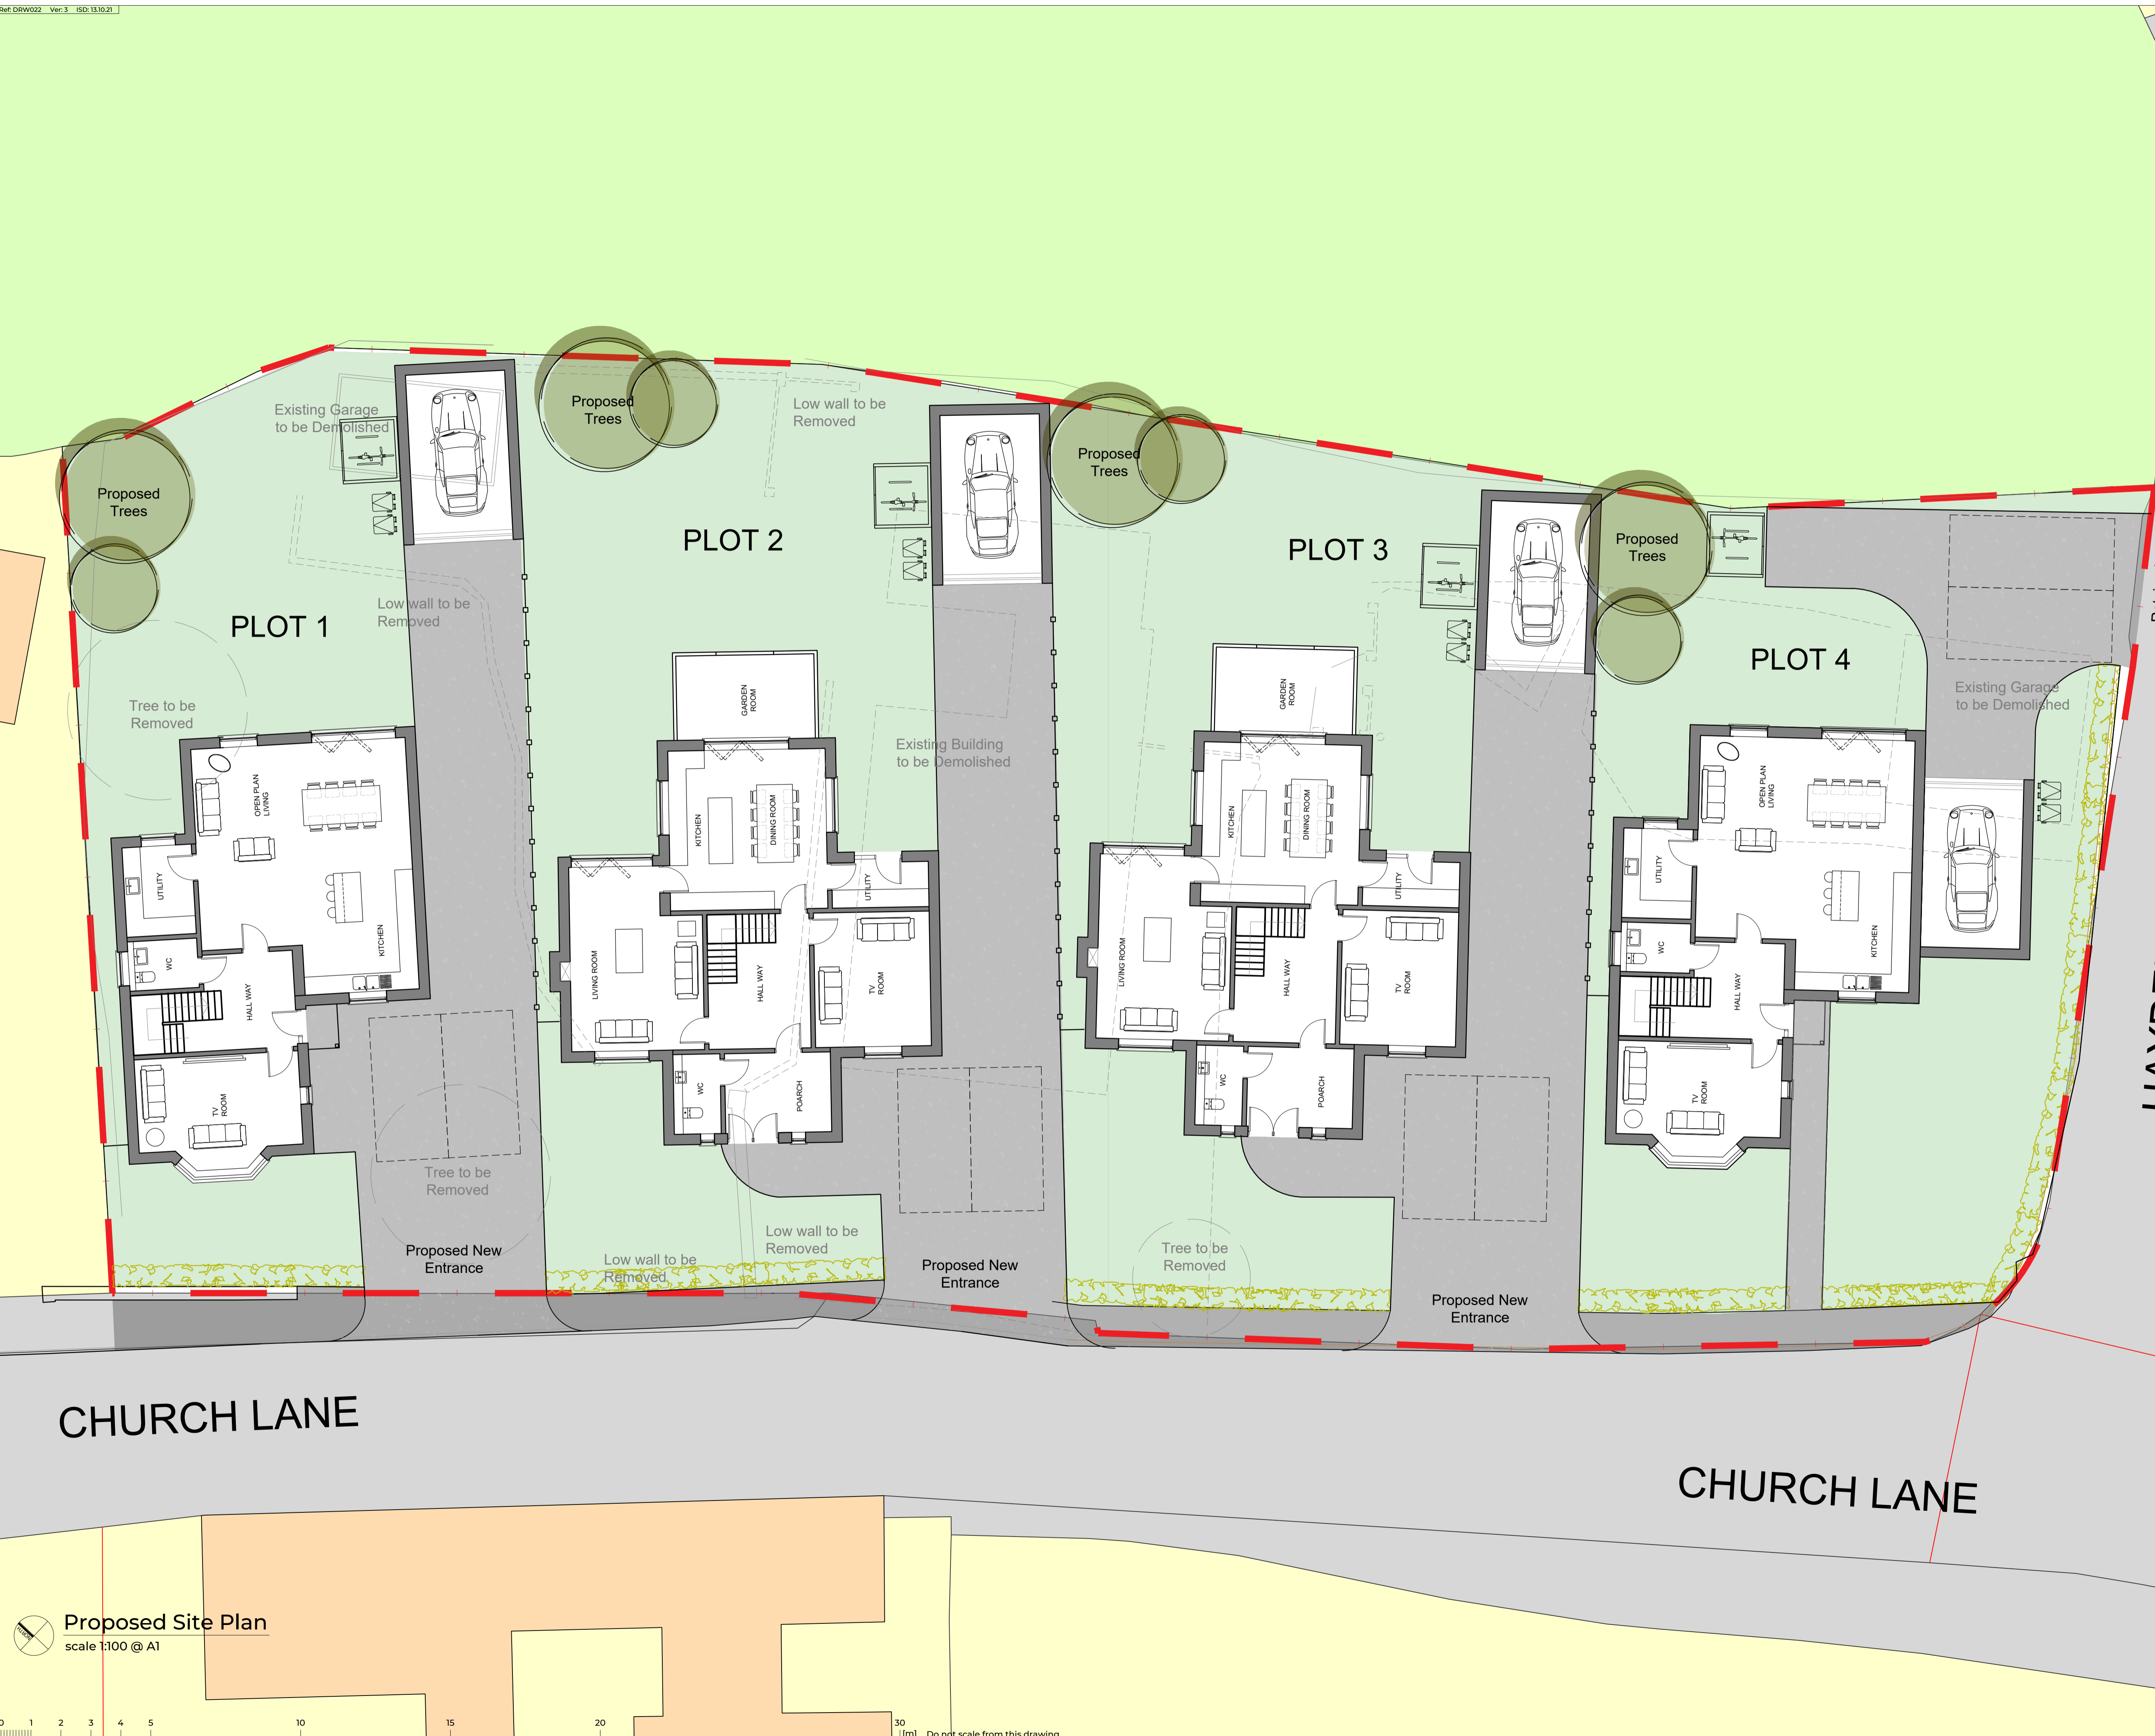 Ref: DRW022 Ver: 3 ISD: 13.10.21
Existing Garage
to be Demolished
Proposed
Trees
Low wall to be
Removed
Proposed
Trees
Proposed
Trees
Proposed
Trees
PLOT 1
PLOT 2
PLOT 3
PLOT 4
Low wall to be
Removed
Tree to be
Removed
Existing Building
to be Demolished
Existing Garage
to be Demolished
OPEN PLAN
LIVING
UTILITY
WC
HALL WAY
KITCHEN
TV
ROOM
GARDEN
ROOM
KITCHEN
DINING ROOM
UTILITY
LIVING ROOM
HALL WAY
TV
ROOM
WC
POARCH
GARDEN
ROOM
KITCHEN
DINING ROOM
UTILITY
LIVING ROOM
HALL WAY
TV
ROOM
WC
POARCH
OPEN PLAN
LIVING
UTILITY
WC
HALL WAY
KITCHEN
TV
ROOM
Tree to be
Removed
Proposed New
Entrance
Low wall to be
Removed
Low wall to be
Removed
Proposed New
Entrance
Tree to be
Removed
Proposed New
Entrance
CHURCH LANE
CHURCH LANE
Proposed Site Plan
scale 1:100 @ A1
0 1 2 3 4 5 10 15 20 30
[m] Do not scale from this drawing